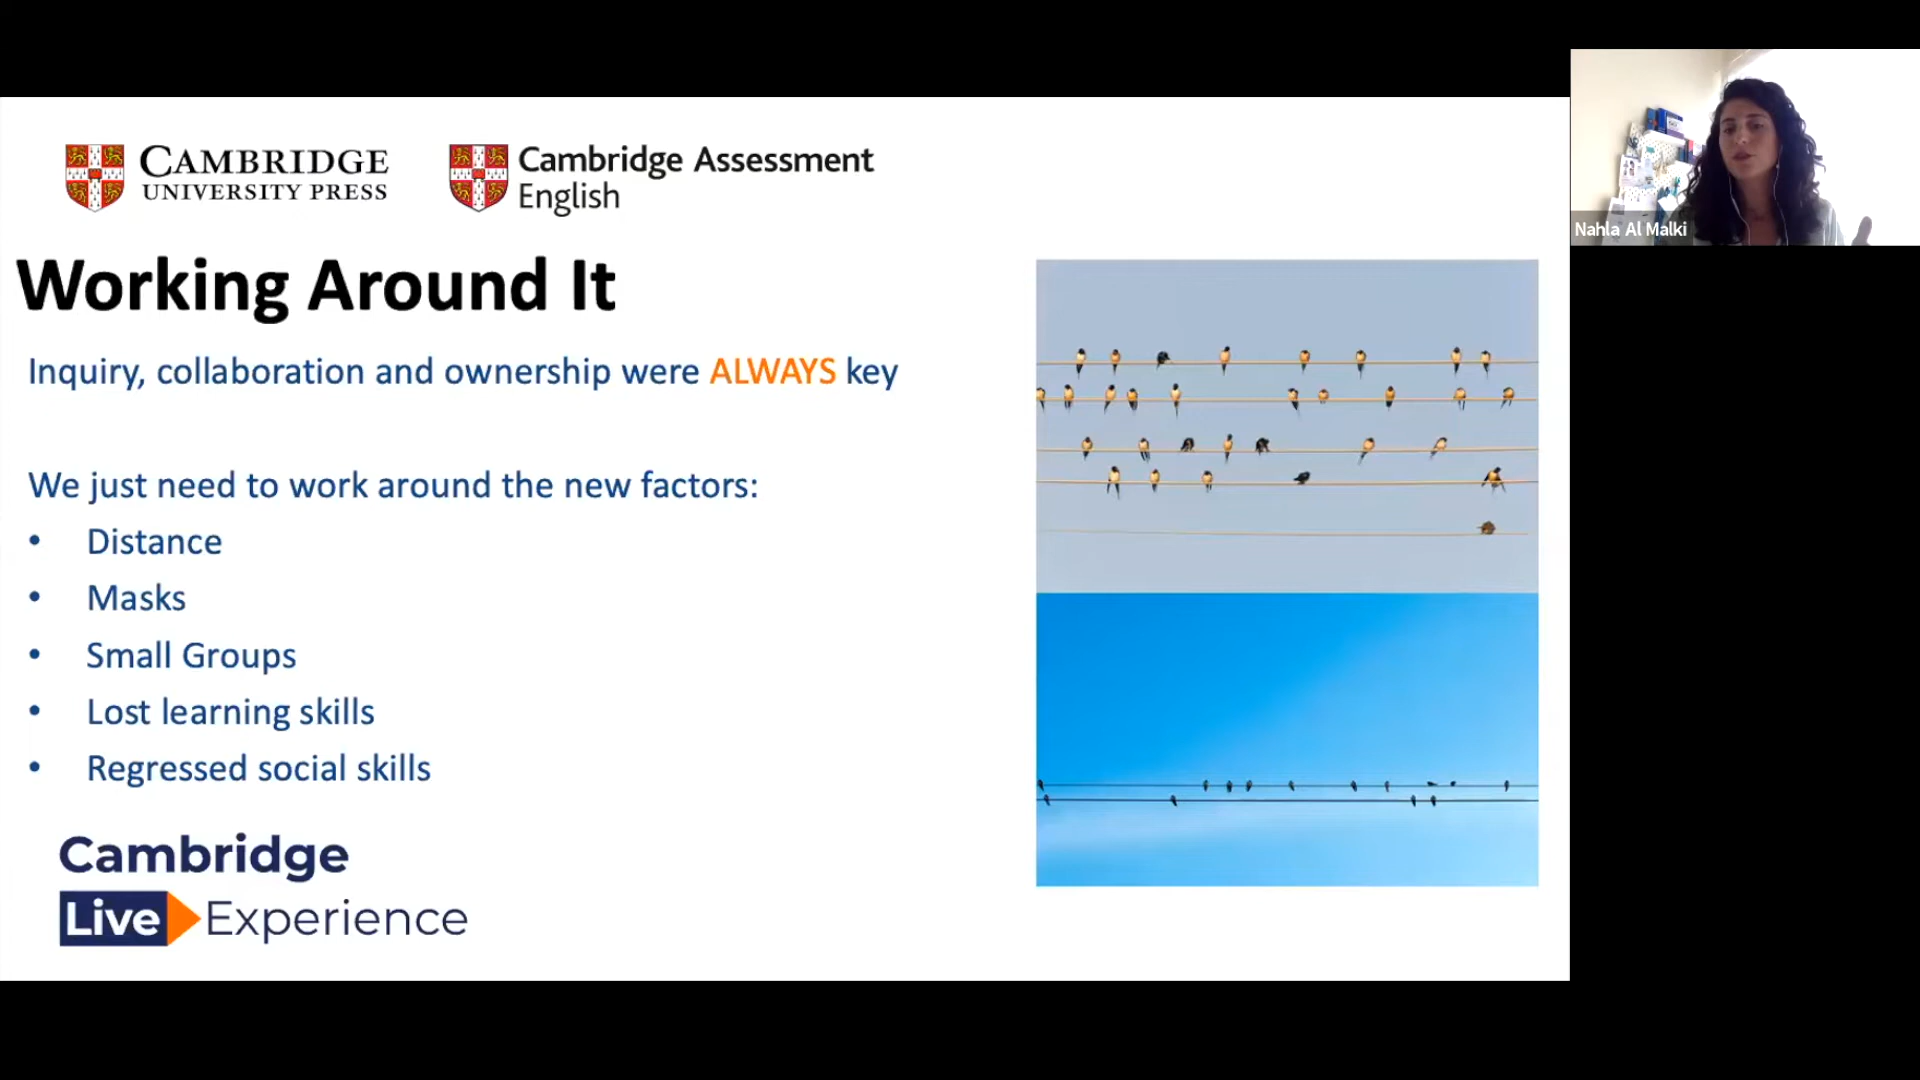 CAMBRIDGE
UNIVERSITY PRESS
Cambridge Assessment
English
Nahla Al Malki
Working Around It
Inquiry, collaboration and ownership were ALWAYS key
We just need to work around the new factors:
• Distance
• Masks
• Small Groups
• Lost learning skills
• Regressed social skills
Cambridge
Live Experience